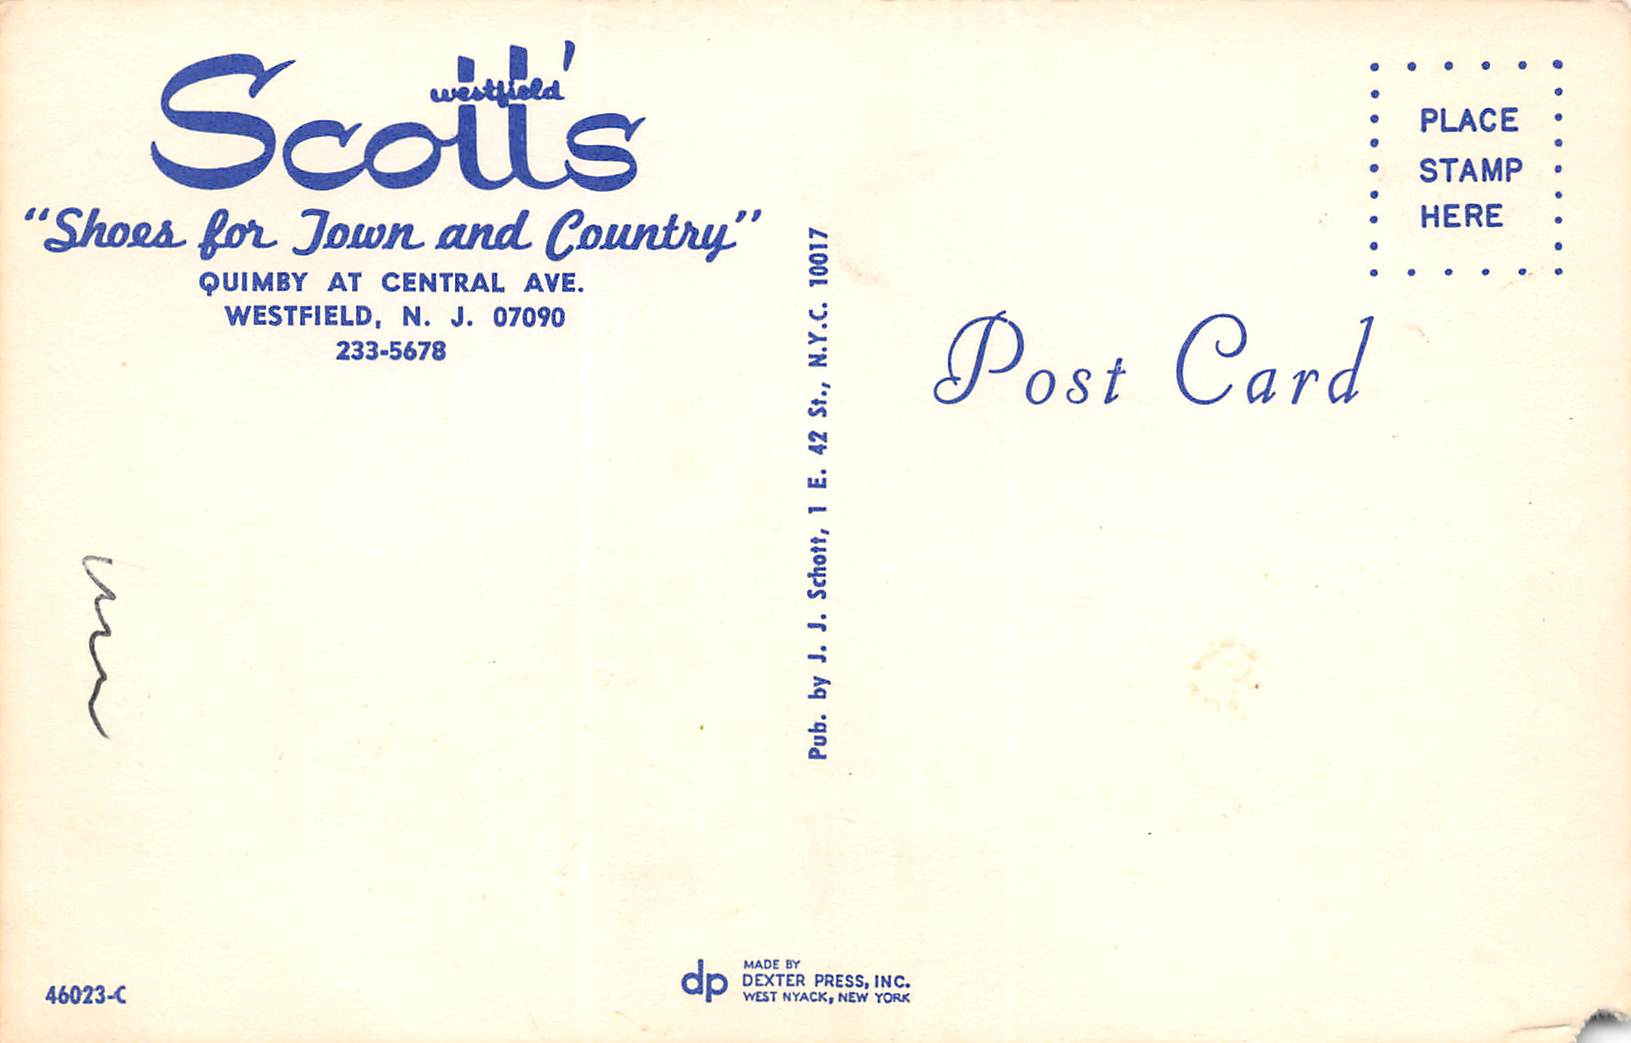 westfield
Scott's
"Shoes for Town and Country"
QUIMBY AT CENTRAL AVE.
WESTFIELD, N. J. 07090
233-5678
PLACE
STAMP
HERE
Post Card
Pub. by J. J. Schott, 1 E. 42 St., N.Y.C. 10017
46023-C
dp
MADE BY
DEXTER PRESS, INC.
WEST NYACK, NEW YORK